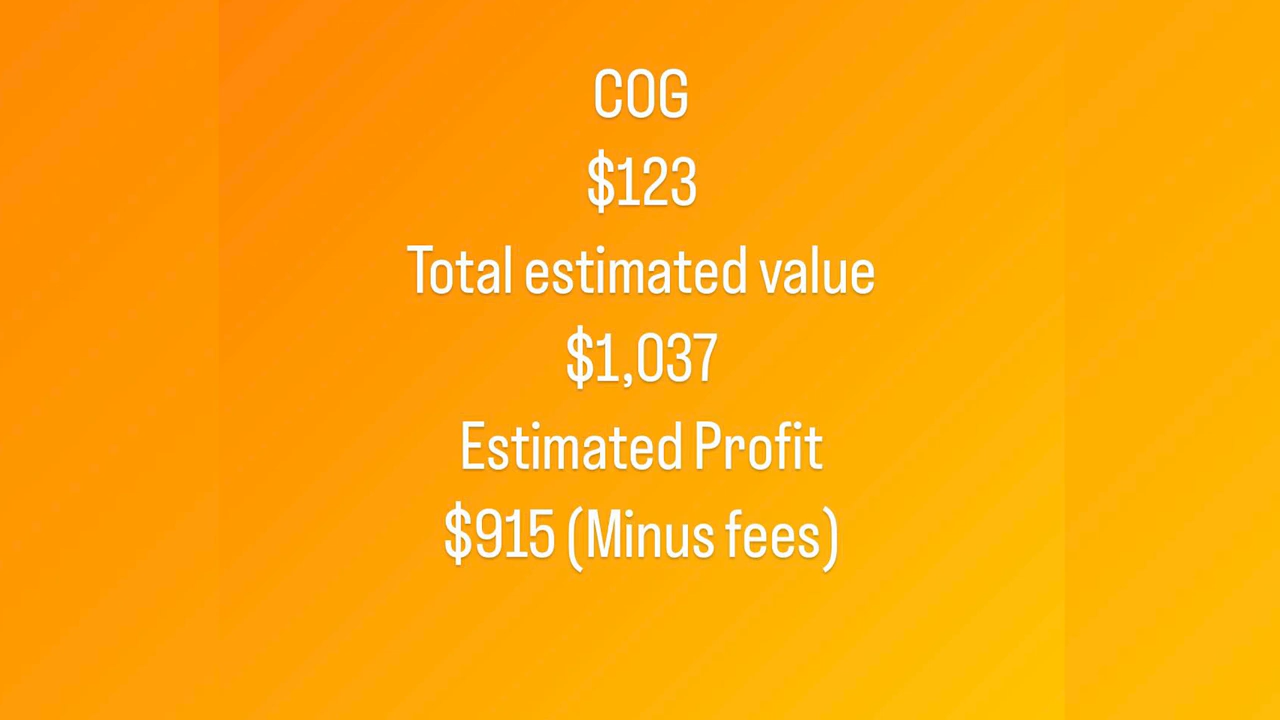 COG
$123
Total estimated value
$1,037
Estimated Profit
$915 (Minus fees)